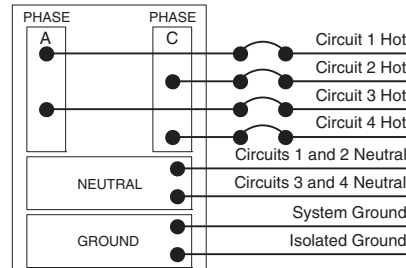 PHASE PHASE
A C
Circuit 1 Hot
Circuit 2 Hot
Circuit 3 Hot
Circuit 4 Hot
Circuits 1 and 2 Neutral
NEUTRAL
Circuits 3 and 4 Neutral
System Ground
GROUND
Isolated Ground